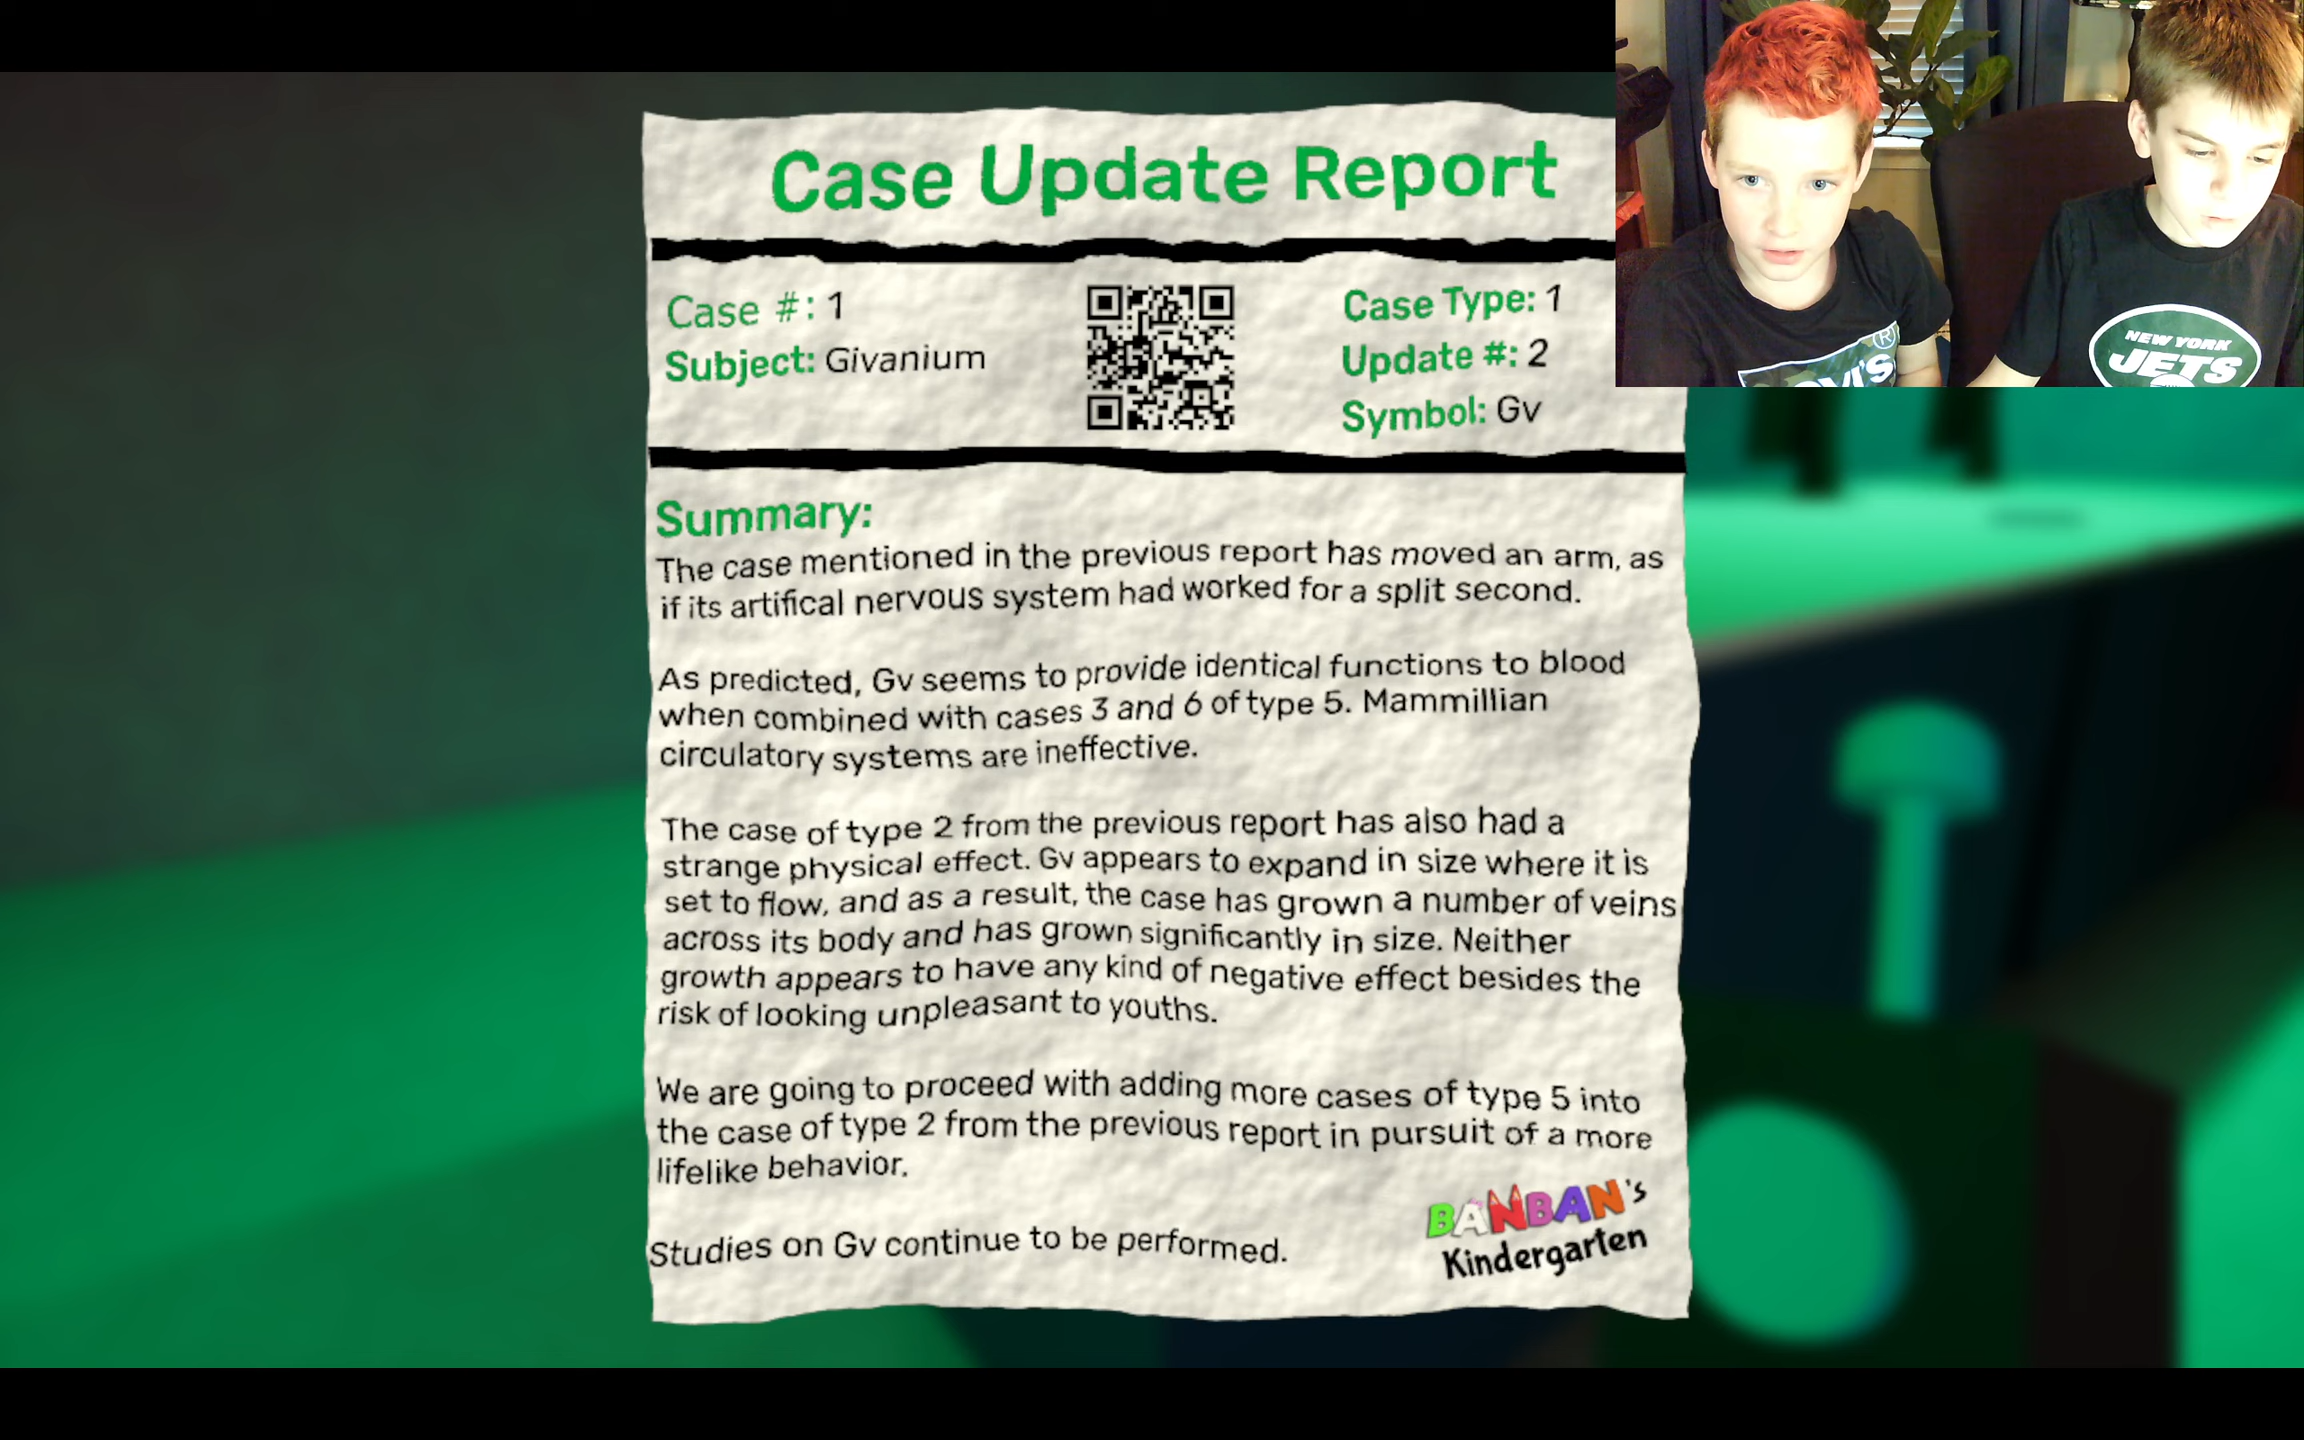 Case Update Report
Case #: 1
Subject: Givanium
Case Type: 1
Update #: 2
Symbol: Gv
Summary:
The case mentioned in the previous report has moved an arm, as
if its artifical nervous system had worked for a split second.
As predicted, Gv seems to provide identical functions to blood
when combined with cases 3 and 6 of type 5. Mammillian
circulatory systems are ineffective.
The case of type 2 from the previous report has also had a
strange physical effect. Gv appears to expand in size where it is
set to flow, and as a result, the case has grown a number of veins
across its body and has grown significantly in size. Neither
growth appears to have any kind of negative effect besides the
risk of looking unpleasant to youths.
We are going to proceed with adding more cases of type 5 into
the case of type 2 from the previous report in pursuit of a more
lifelike behavior.
Studies on Gv continue to be performed.
BANBAN's
Kindergarten
NEW YORK
JETS